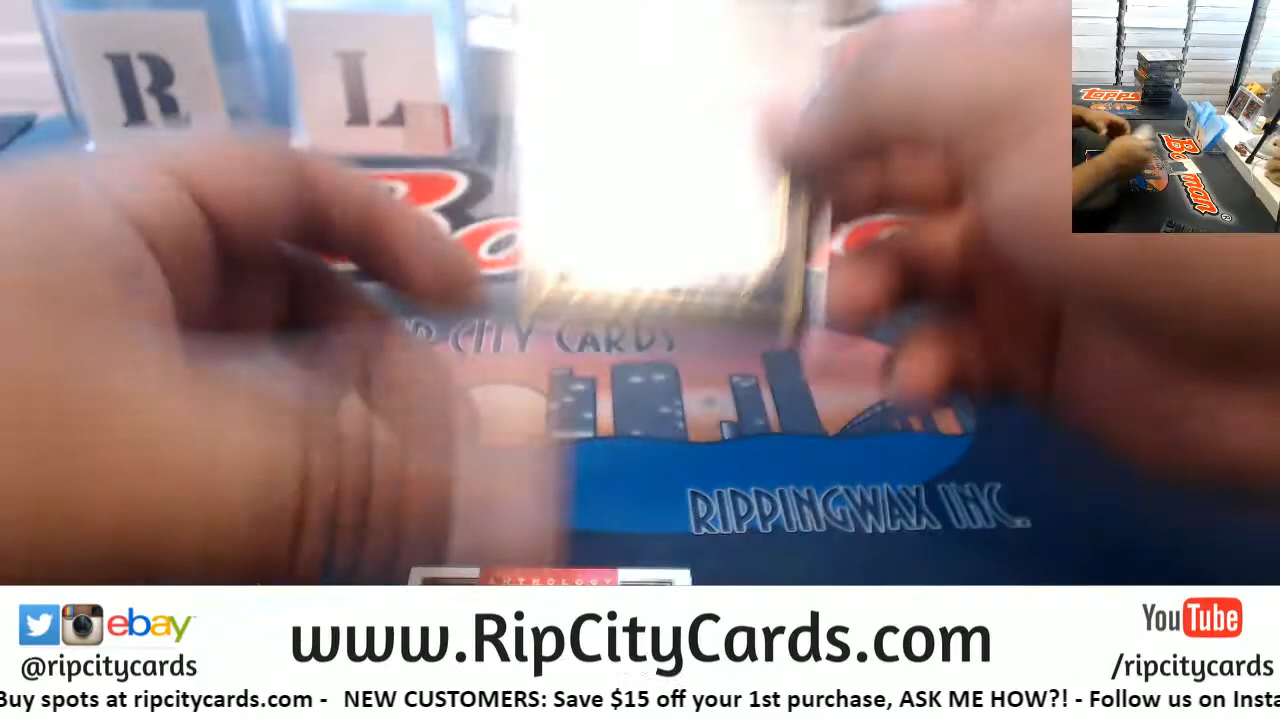 R L
CITY CARDS
RIPPINGWAX INC.
ANTHOLOGY
topps
Bowman
ebay
www.RipCityCards.com
YouTube
@ripcitycards
/ripcitycards
Buy spots at ripcitycards.com - NEW CUSTOMERS: Save $15 off your 1st purchase, ASK ME HOW?! - Follow us on Insta